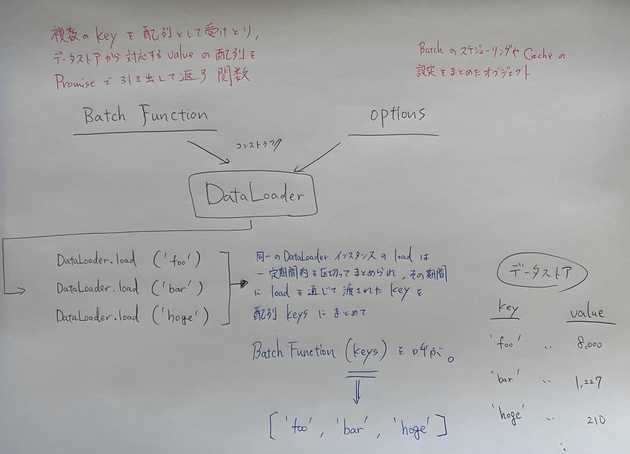 複数の key を配列として受けとり,
データストアから対応する value の配列を
Promise で引き出して返す関数
Batch Function
Batch のスケジューリングや Cache の
設定をまとめたオブジェクト
options
コンストラクタ
DataLoader
DataLoader.load ('foo')
DataLoader.load ('bar')
DataLoader.load ('hoge')
同一の DataLoader インスタンスの load は
一定期間内を区切ってまとめられ、その期間
に load を通じて渡された key を
配列 keys にまとめて
Batch Function (keys) を呼ぶ。
['foo', 'bar', 'hoge']
データストア
key value
'foo' .. 8,000
'bar' .. 1,227
'hoge' .. 210
: